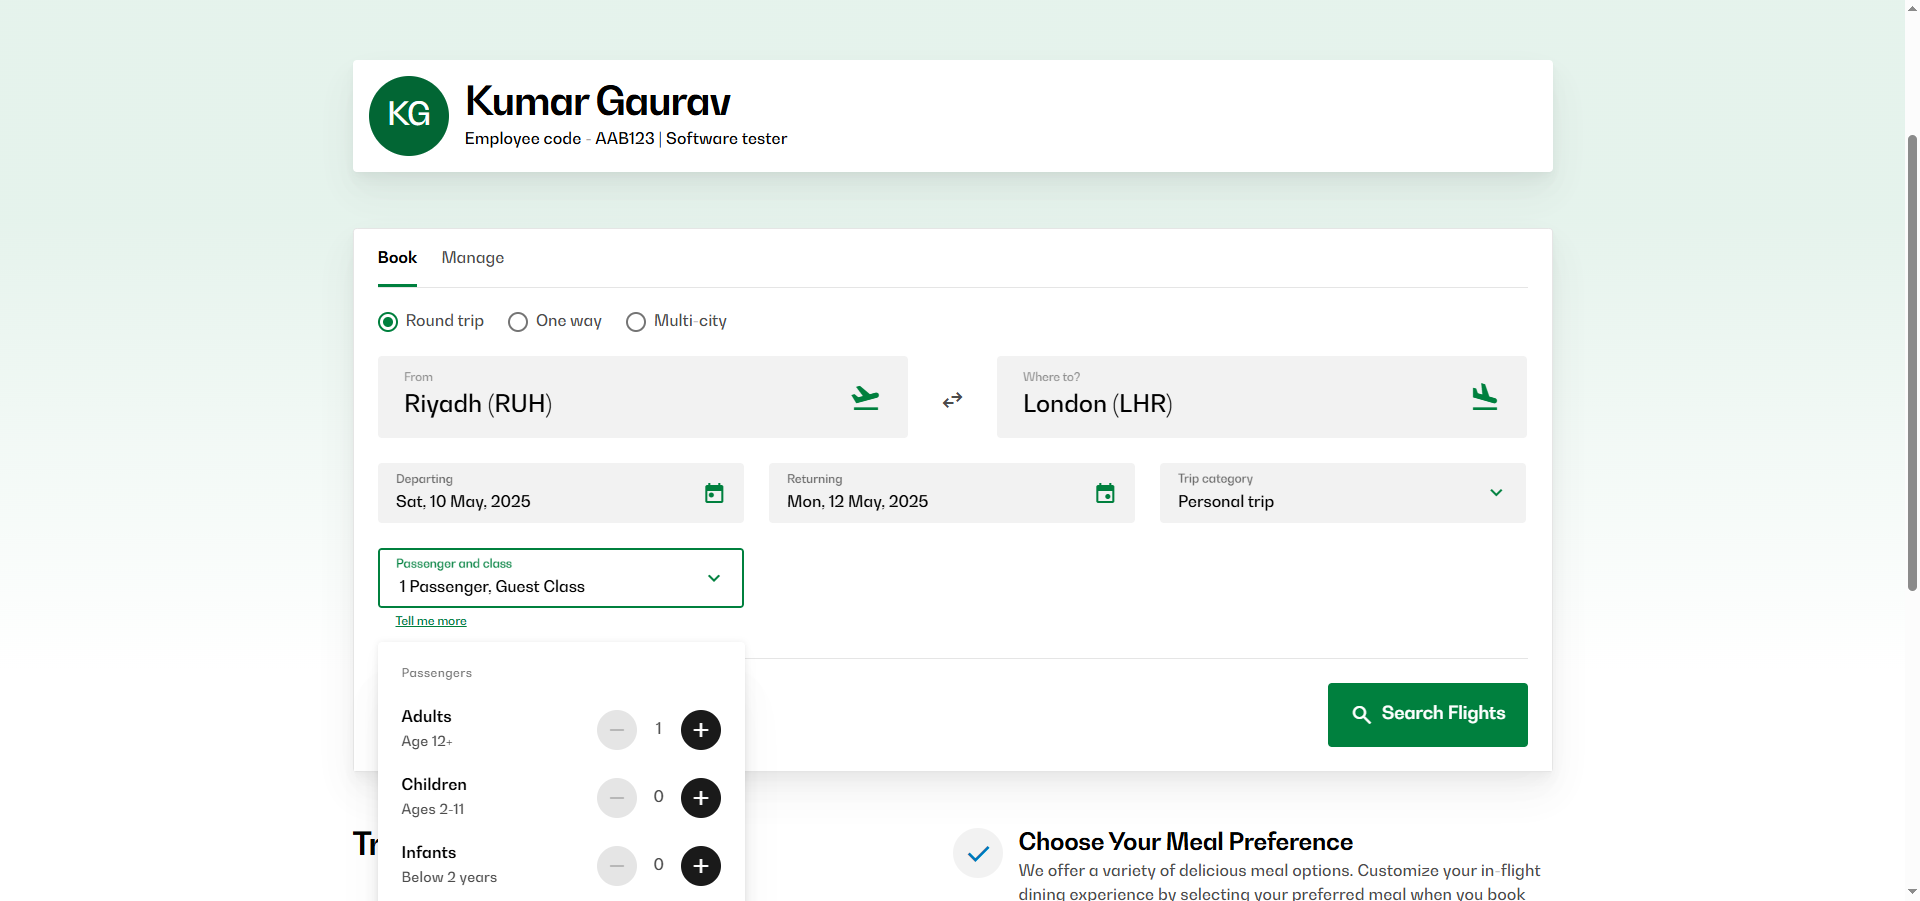 KG
Kumar Gaurav
Employee code - AAB123 | Software tester
Book Manage
Round trip One way Multi-city
From
Riyadh (RUH)
Where to?
London (LHR)
Departing
Sat, 10 May, 2025
Returning
Mon, 12 May, 2025
Trip category
Personal trip
Passenger and class
1 Passenger, Guest Class
Tell me more
Passengers
Adults
Age 12+
1
Children
Ages 2-11
0
Infants
Below 2 years
0
Search Flights
Tr
Choose Your Meal Preference
We offer a variety of delicious meal options. Customize your in-flight
dining experience by selecting your preferred meal when you book